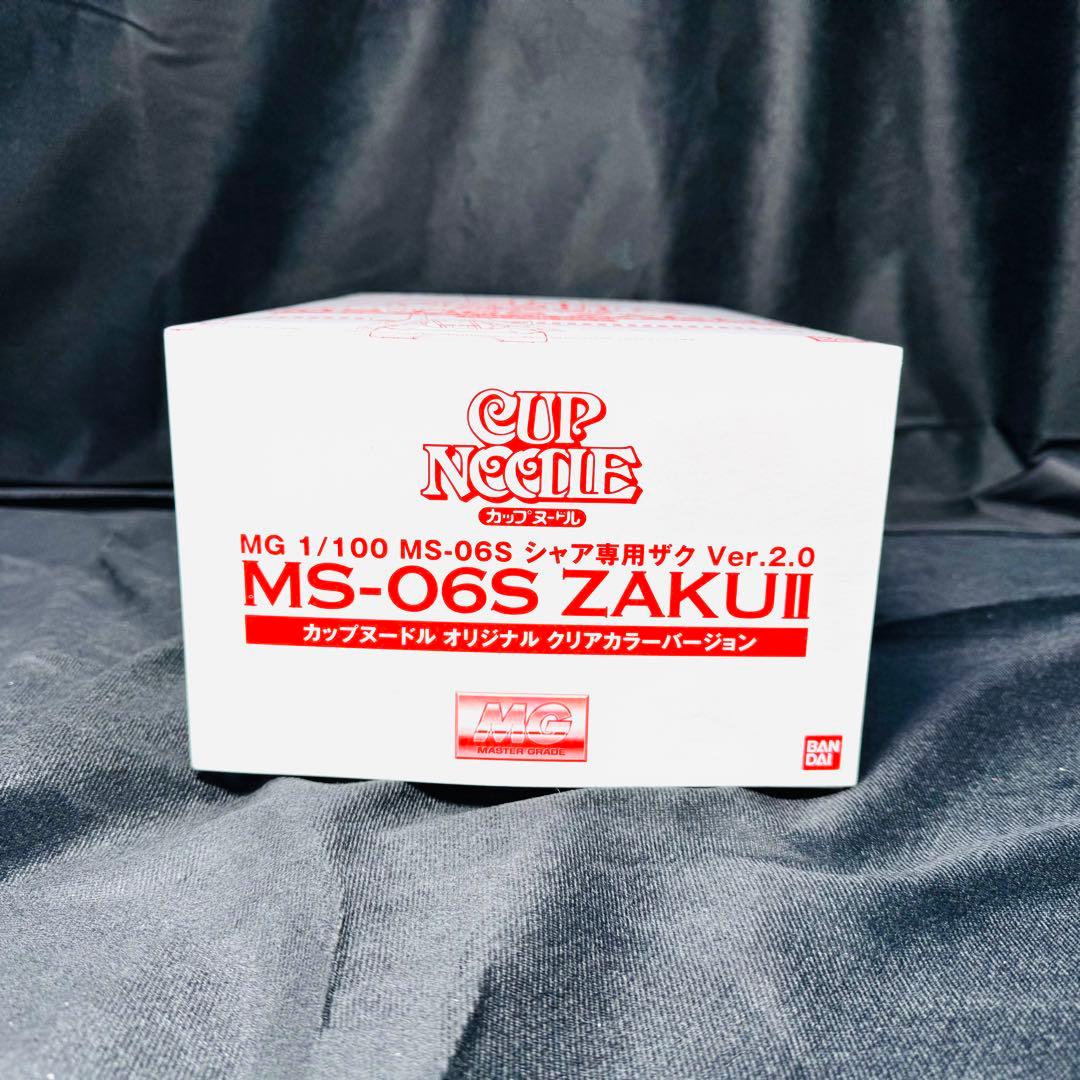 CUP
NOODLE
カップヌードル
MG 1/100 MS-06S シャア専用ザク Ver.2.0
MS-06S ZAKUII
カップヌードル オリジナル クリアカラーバージョン
MG
MASTER GRADE
BAN
DAI